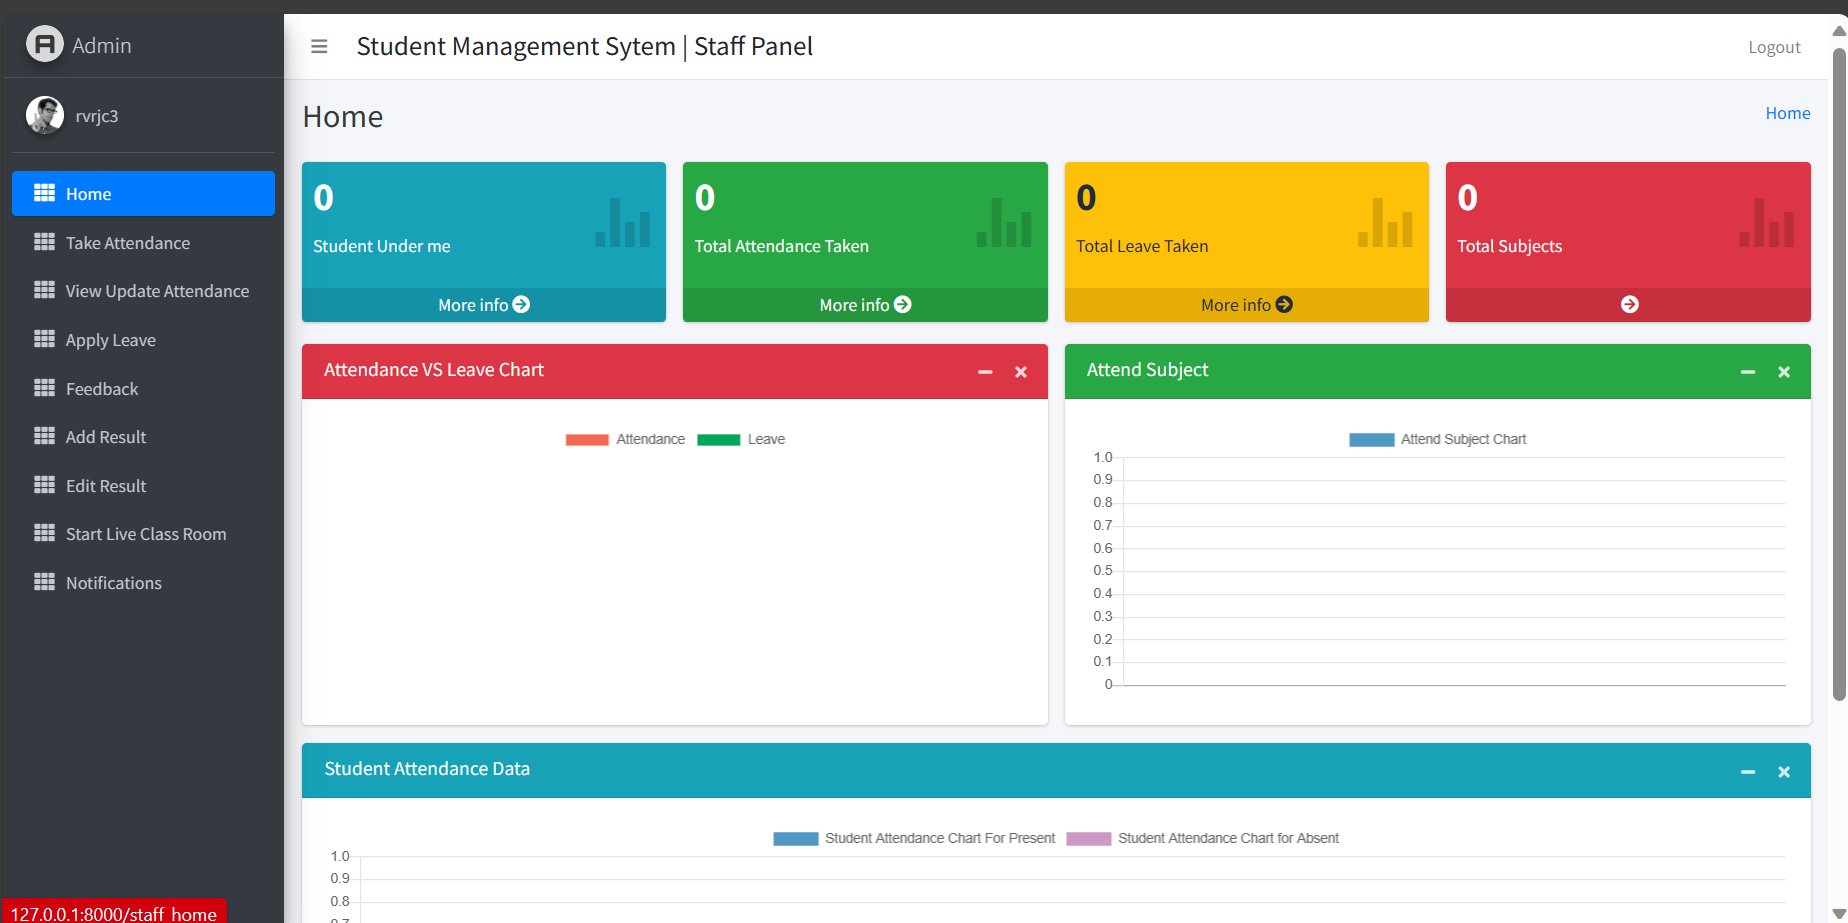 Admin
rvrjc3
Home
Take Attendance
View Update Attendance
Apply Leave
Feedback
Add Result
Edit Result
Start Live Class Room
Notifications
127.0.0.1:8000/staff_home
Student Management Sytem | Staff Panel
Logout
Home
Home
0
Student Under me
More info
0
Total Attendance Taken
More info
0
Total Leave Taken
More info
0
Total Subjects
Attendance VS Leave Chart
Attendance Leave
Attend Subject
Attend Subject Chart
1.0
0.9
0.8
0.7
0.6
0.5
0.4
0.3
0.2
0.1
0
Student Attendance Data
Student Attendance Chart For Present Student Attendance Chart for Absent
1.0
0.9
0.8
0.7